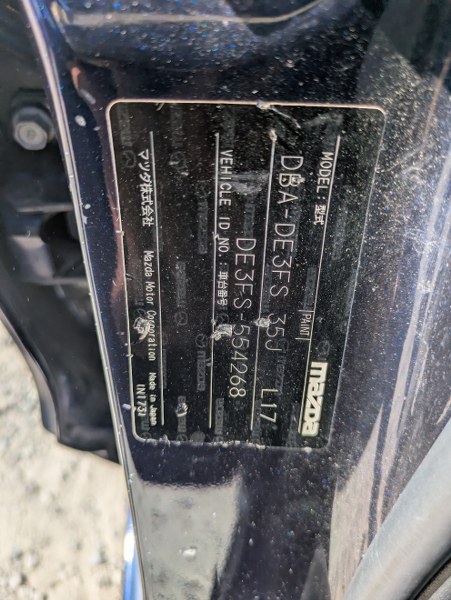 mazda
MODEL:型式
PAINT
DBA-DE3FS 35J L17
VEHICLE ID NO.:車台番号
DE3FS-554268
マツダ株式会社 Mazda Motor Corporation Made in Japan
(N173)